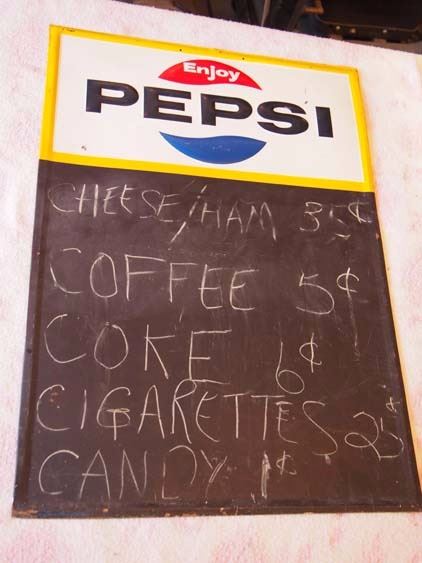 Enjoy
PEPSI
CHEESE/HAM 35¢
COFFEE 5¢
COKE 6¢
CIGARETTES 25¢
CANDY 1¢